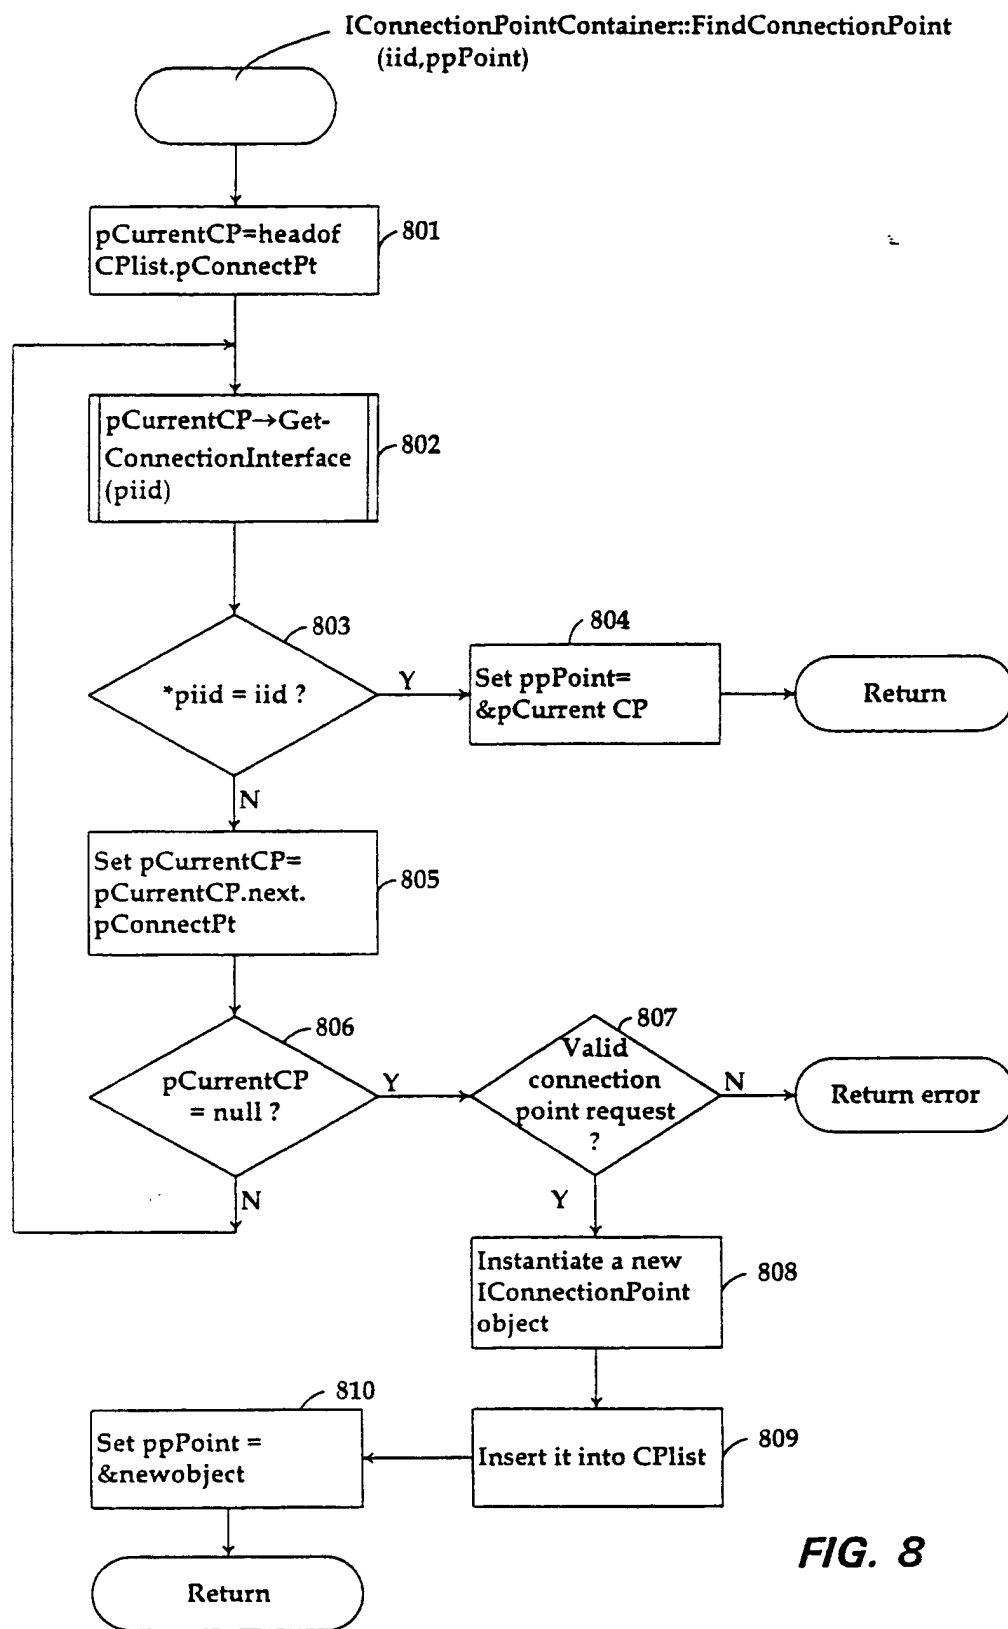 IConnectionPointContainer::FindConnectionPoint
(iid,ppPoint)
pCurrentCP=headof
CPlist.pConnectPt
801
pCurrentCP→Get-
ConnectionInterface
(piid)
802
803
*piid = iid ?
Y
804
Set ppPoint=
&pCurrent CP
Return
N
Set pCurrentCP=
pCurrentCP.next.
pConnectPt
805
806
pCurrentCP
= null ?
Y
807
Valid
connection
point request
?
N
Return error
N
Y
Instantiate a new
IConnectionPoint
object
808
Insert it into CPlist
809
810
Set ppPoint =
&newobject
Return
FIG. 8